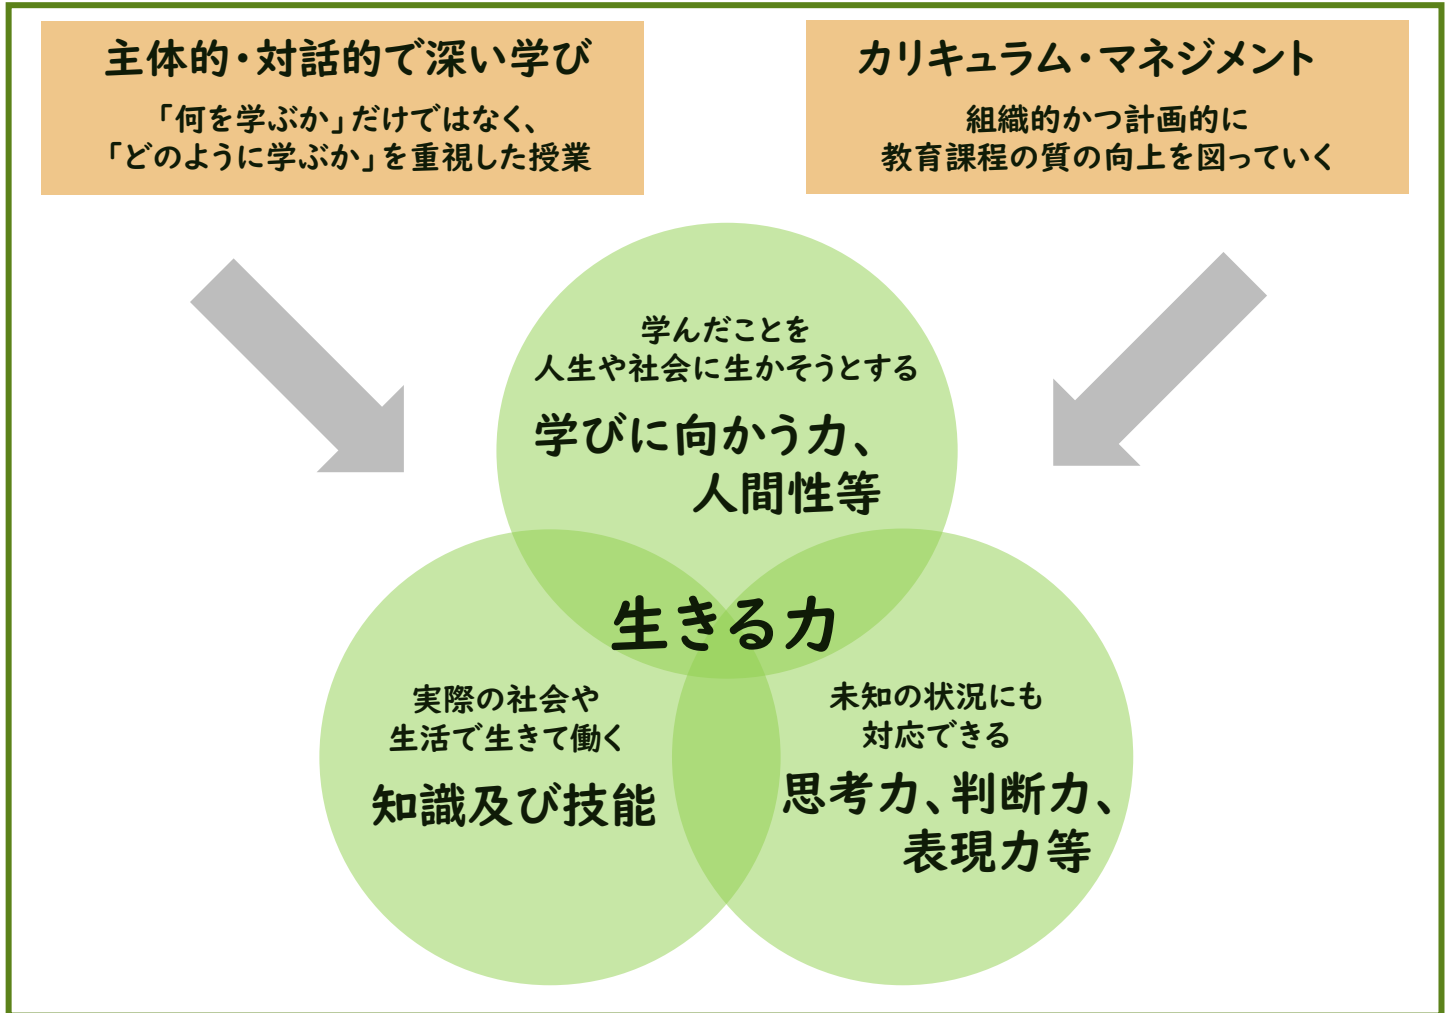 主体的・対話的で深い学び
「何を学ぶか」だけではなく、
「どのように学ぶか」を重視した授業
カリキュラム・マネジメント
組織的かつ計画的に
教育課程の質の向上を図っていく
学んだことを
人生や社会に生かそうとする
学びに向かう力、
人間性等
生きる力
実際の社会や
生活で生きて働く
知識及び技能
未知の状況にも
対応できる
思考力、判断力、
表現力等